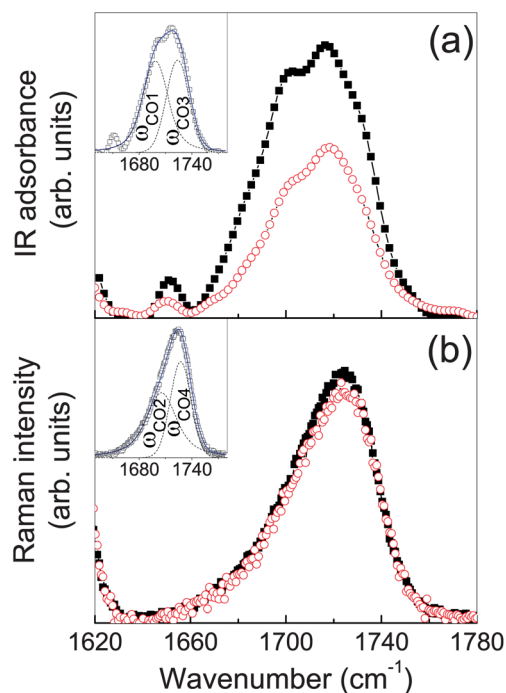 (a)
IR adsorbance
(arb. units)
ωCO1
ωCO3
1680 1740
(b)
Raman intensity
(arb. units)
ωCO2
ωCO4
1680 1740
1620 1660 1700 1740 1780
Wavenumber (cm⁻¹)